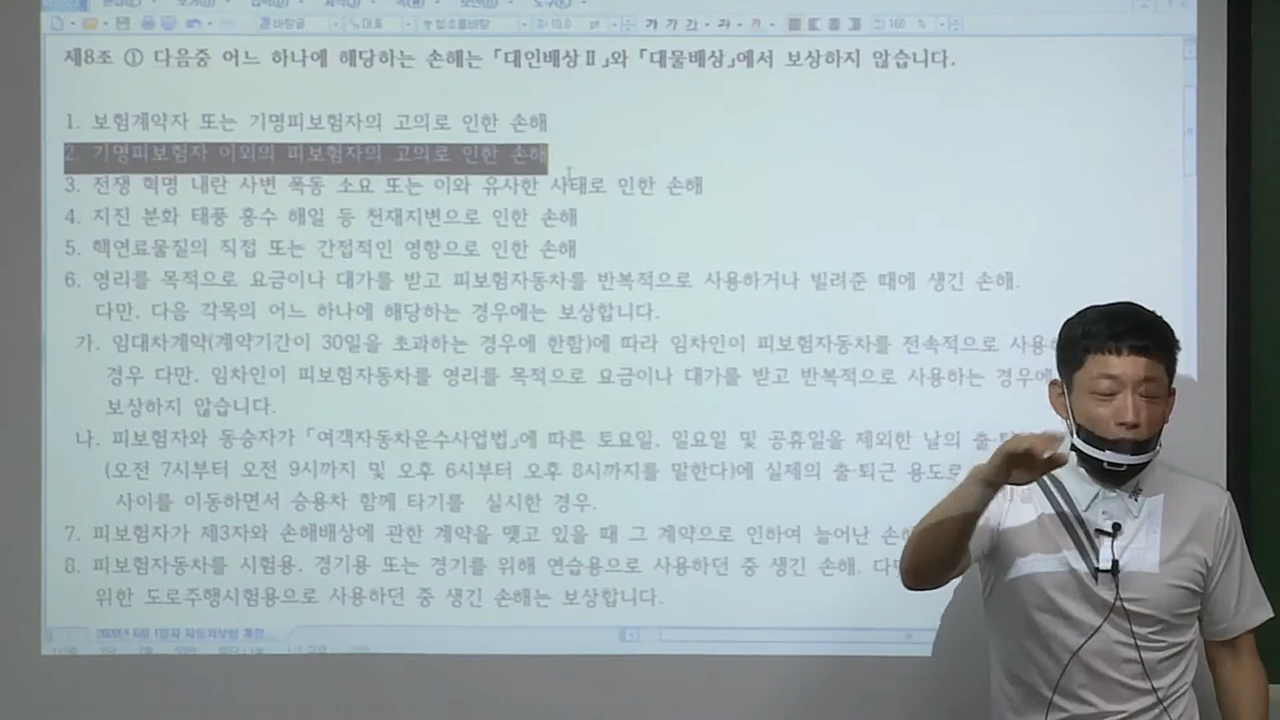 제8조 ① 다음중 어느 하나에 해당하는 손해는 「대인배상Ⅱ」와 「대물배상」에서 보상하지 않습니다.
1. 보험계약자 또는 기명피보험자의 고의로 인한 손해
2. 기명피보험자 이외의 피보험자의 고의로 인한 손해
3. 전쟁 혁명 내란 사변 폭동 소요 또는 이와 유사한 사태로 인한 손해
4. 지진 분화 태풍 홍수 해일 등 천재지변으로 인한 손해
5. 핵연료물질의 직접 또는 간접적인 영향으로 인한 손해
6. 영리를 목적으로 요금이나 대가를 받고 피보험자동차를 반복적으로 사용하거나 빌려준 때에 생긴 손해.
다만. 다음 각목의 어느 하나에 해당하는 경우에는 보상합니다.
가. 임대차계약(계약기간이 30일을 초과하는 경우에 한함)에 따라 임차인이 피보험자동차를 전속적으로 사용
경우 다만. 임차인이 피보험자동차를 영리를 목적으로 요금이나 대가를 받고 반복적으로 사용하는 경우에
보상하지 않습니다.
나. 피보험자와 동승자가 「여객자동차운수사업법」에 따른 토요일. 일요일 및 공휴일을 제외한 날의 출·
(오전 7시부터 오전 9시까지 및 오후 6시부터 오후 8시까지를 말한다)에 실제의 출·퇴근 용도로
사이를 이동하면서 승용차 함께 타기를 실시한 경우.
7. 피보험자가 제3자와 손해배상에 관한 계약을 맺고 있을 때 그 계약으로 인하여 늘어난
8. 피보험자동차를 시험용. 경기용 또는 경기를 위해 연습용으로 사용하던 중 생긴 손해.
위한 도로주행시험용으로 사용하던 중 생긴 손해는 보상합니다.